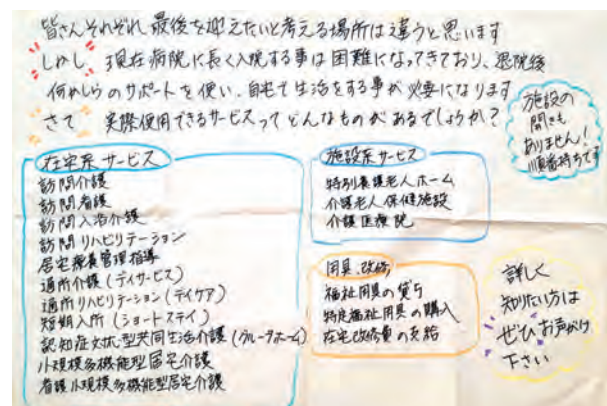 皆さんそれぞれ最後を迎えたいと考える場所は違うと思います
しかし 現在病院に長く入院する事は困難になってきており、退院後
何かしらのサポートを使い、自宅で生活をする事が必要になります
さて 実際使用できるサービスってどんなものがあるでしょうか?
施設の
開きも
ありません!
順番待ちです
在宅系サービス
訪問介護
訪問看護
訪問入浴介護
訪問リハビリテーション
居宅療養管理指導
通所介護(デイサービス)
通所リハビリテーション(デイケア)
短期入所(ショートステイ)
認知症対応型共同生活介護(グループホーム)
小規模多機能型居宅介護
看護小規模多機能型居宅介護
施設系サービス
特別養護老人ホーム
介護老人保健施設
介護医療院
用具、改修
福祉用具の貸与
特定福祉用具の購入
在宅改修費の支給
詳しく
知りたい方は
ぜひお声かけ
下さい